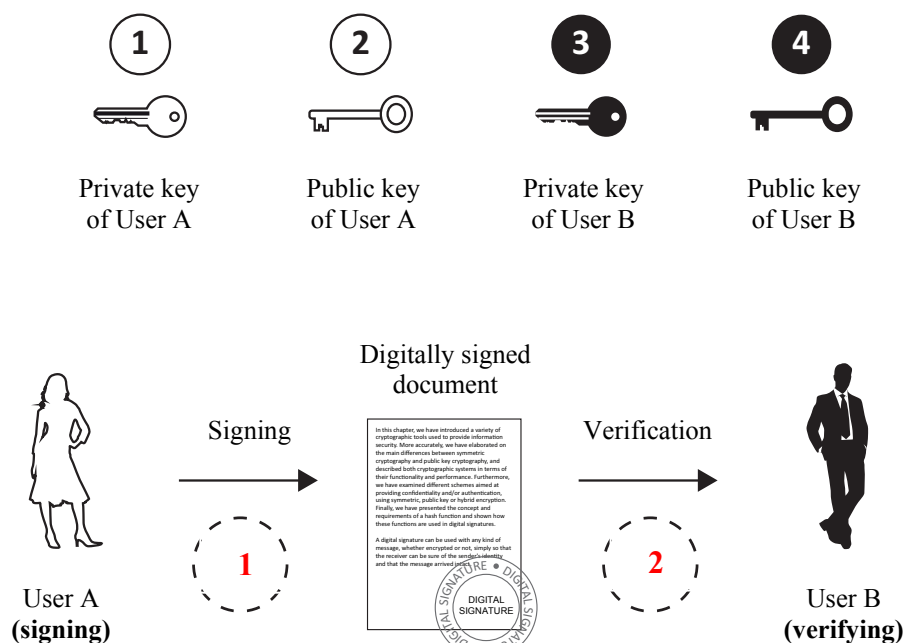 1
2
3
4
Private key
of User A
Public key
of User A
Private key
of User B
Public key
of User B
Digitally signed
document
Signing
Verification
In this chapter, we have introduced a variety of
cryptographic tools used to provide information
security. More accurately, we have elaborated on
the main differences between symmetric
cryptography and public key cryptography, and
described both cryptographic systems in terms of
their functionality and performance. Furthermore,
we have examined different schemes aimed at
providing confidentiality and/or authentication,
using symmetric, public key or hybrid encryption.
Finally, we have presented the concept and
requirements of a hash function and shown how
these functions are used in digital signatures.
A digital signature can be used with any kind of
message, whether encrypted or not, simply so that
the receiver can be sure of the sender's identity
and that the message arrived intact.
1
2
DIGITAL SIGNATURE • DIGITAL
DIGITAL
SIGNATURE
User A
(signing)
User B
(verifying)